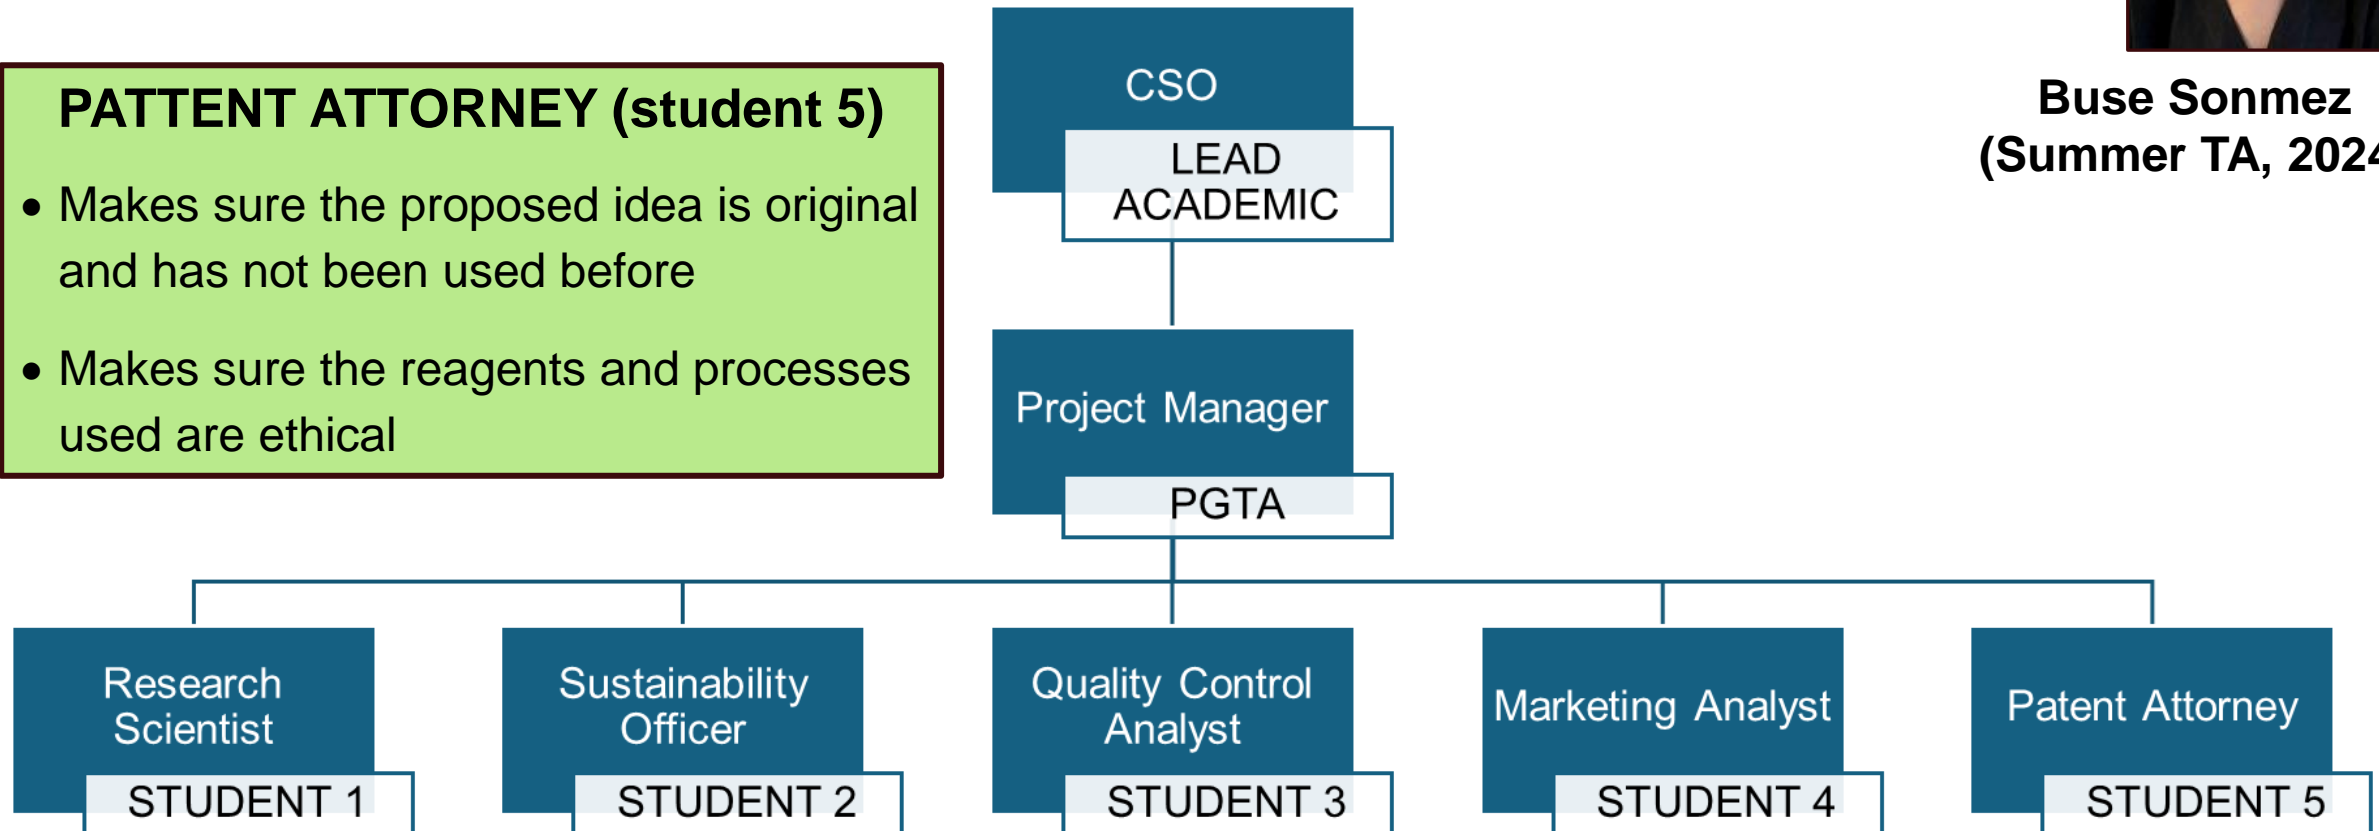 PATTENT ATTORNEY (student 5)
• Makes sure the proposed idea is original
and has not been used before
• Makes sure the reagents and processes
used are ethical
CSO
LEAD
ACADEMIC
Buse Sonmez
(Summer TA, 2024
Project Manager
PGTA
Research
Scientist
STUDENT 1
Sustainability
Officer
STUDENT 2
Quality Control
Analyst
STUDENT 3
Marketing Analyst
STUDENT 4
Patent Attorney
STUDENT 5